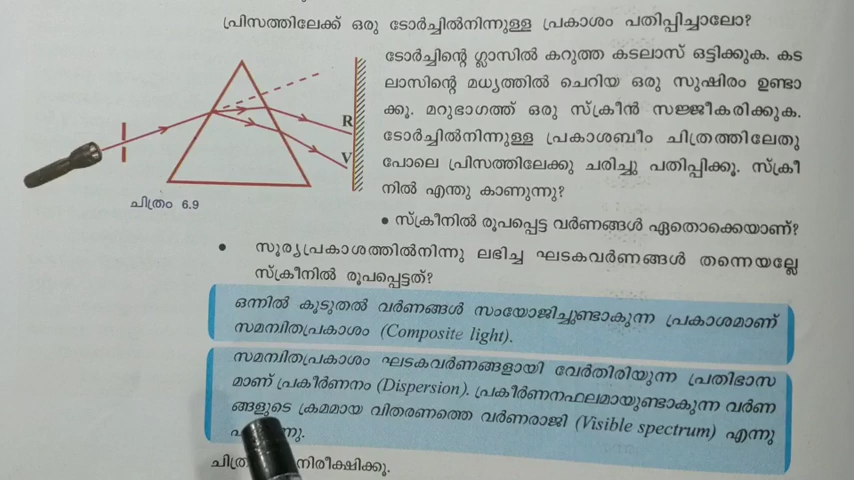 പ്രിസത്തിലേക്ക് ഒരു ടോർച്ചിൽനിന്നുള്ള പ്രകാശം പതിപ്പിച്ചാലോ?
ടോർച്ചിന്റെ ഗ്ലാസിൽ കറുത്ത കടലാസ് ഒട്ടിക്കുക. കട
ലാസിന്റെ മധ്യത്തിൽ ചെറിയ ഒരു സുഷിരം ഉണ്ടാ
ക്കൂ. മറുഭാഗത്ത് ഒരു സ്ക്രീൻ സജ്ജീകരിക്കുക.
ടോർച്ചിൽനിന്നുള്ള പ്രകാശബീം ചിത്രത്തിലേതു
പോലെ പ്രിസത്തിലേക്കു ചരിച്ചു പതിപ്പിക്കൂ. സ്ക്രീ
നിൽ എന്തു കാണുന്നു?
R
V
ചിത്രം 6.9
• സ്ക്രീനിൽ രൂപപ്പെട്ട വർണങ്ങൾ ഏതൊക്കെയാണ്?
• സൂര്യപ്രകാശത്തിൽനിന്നു ലഭിച്ച ഘടകവർണങ്ങൾ തന്നെയല്ലേ
സ്ക്രീനിൽ രൂപപ്പെട്ടത്?
ഒന്നിൽ കൂടുതൽ വർണങ്ങൾ സംയോജിച്ചുണ്ടാകുന്ന പ്രകാശമാണ്
സമന്വിതപ്രകാശം (Composite light).
സമന്വിതപ്രകാശം ഘടകവർണങ്ങളായി വേർതിരിയുന്ന പ്രതിഭാസ
മാണ് പ്രകീർണനം (Dispersion). പ്രകീർണനഫലമായുണ്ടാകുന്ന വർണ
ങ്ങളുടെ ക്രമമായ വിതരണത്തെ വർണരാജി (Visible spectrum) എന്നു
നിരീക്ഷിക്കൂ.